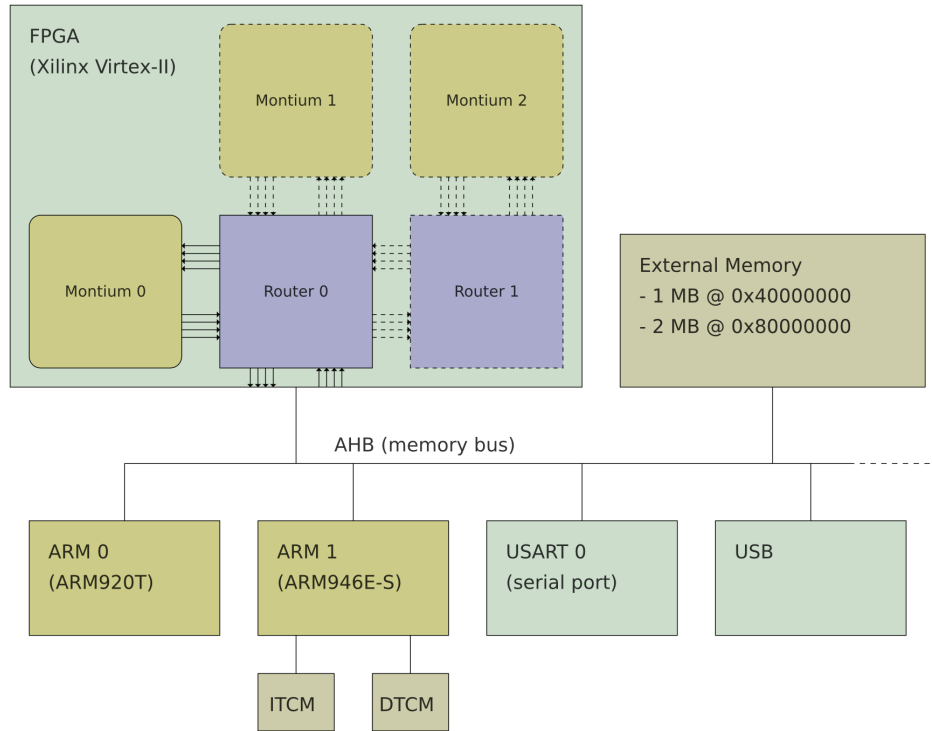 FPGA
(Xilinx Virtex-II)
Montium 1
Montium 2
Montium 0
Router 0
Router 1
External Memory
- 1 MB @ 0x40000000
- 2 MB @ 0x80000000
AHB (memory bus)
ARM 0
(ARM920T)
ARM 1
(ARM946E-S)
USART 0
(serial port)
USB
ITCM
DTCM